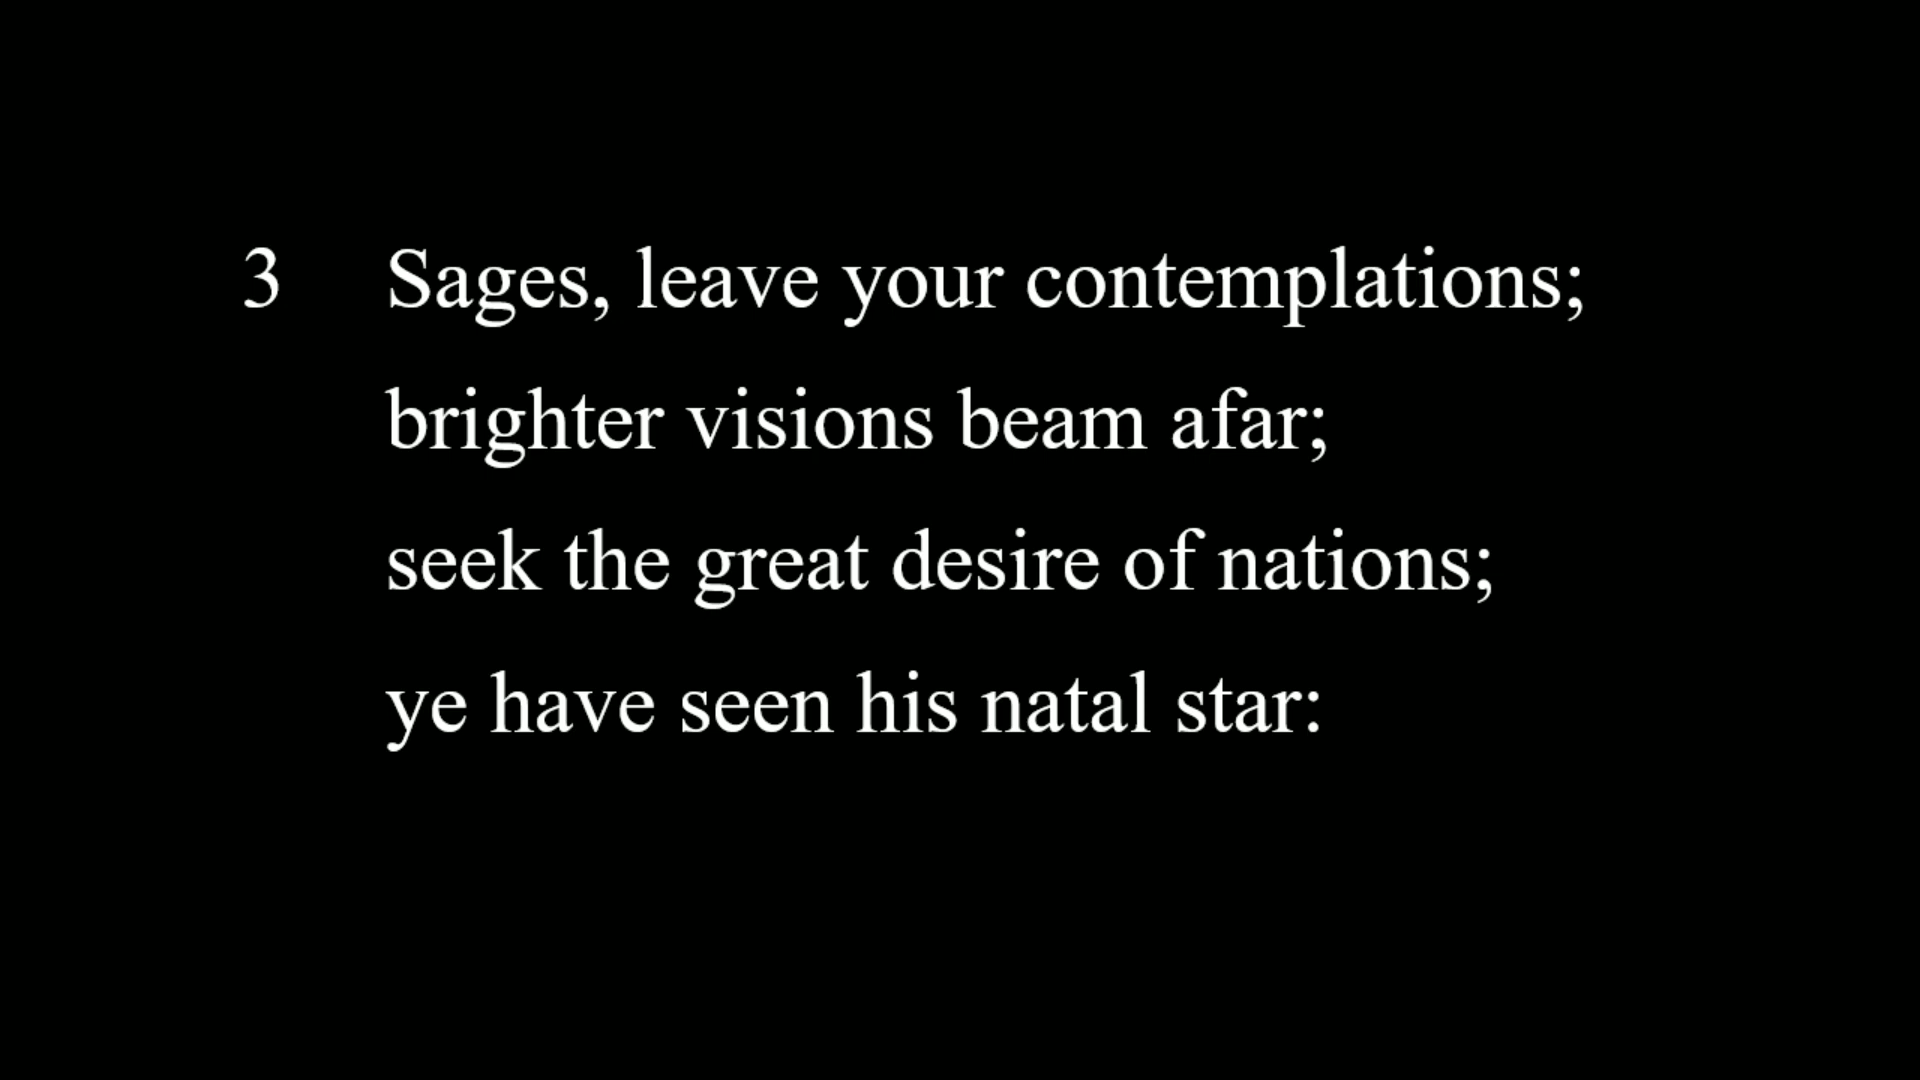 3 Sages, leave your contemplations;
brighter visions beam afar;
seek the great desire of nations;
ye have seen his natal star: